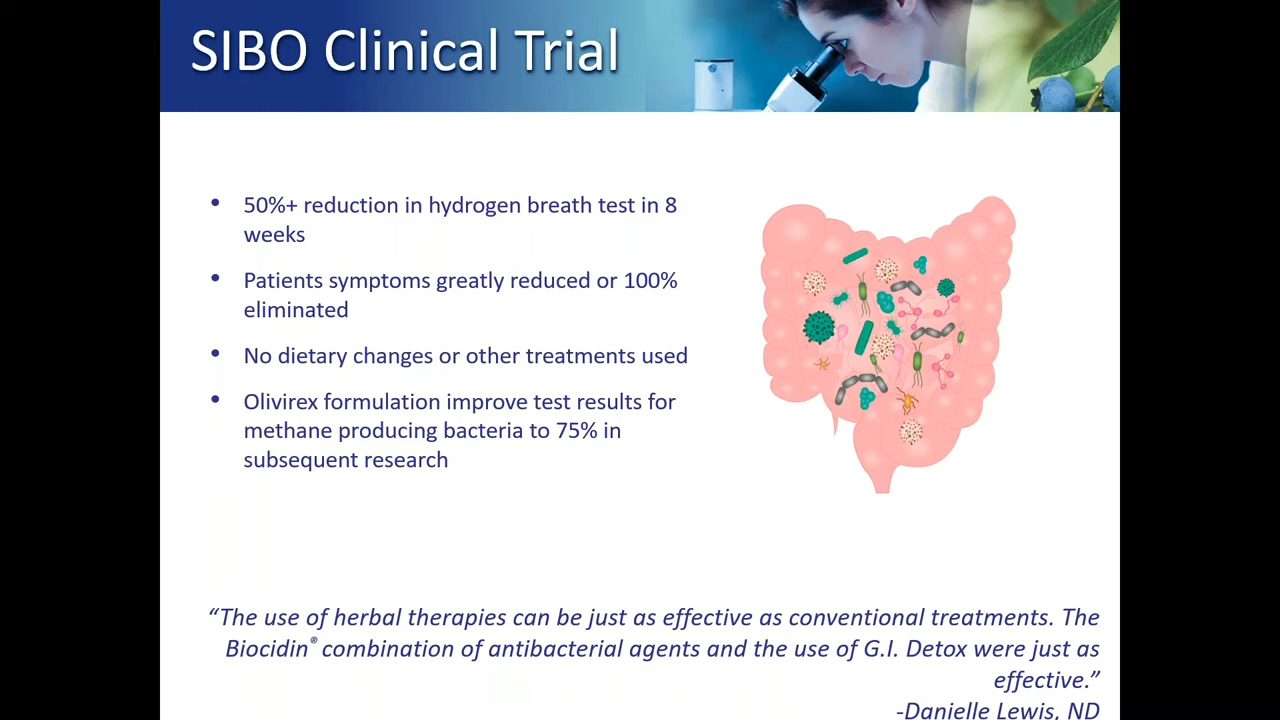 SIBO Clinical Trial
• 50%+ reduction in hydrogen breath test in 8
weeks
• Patients symptoms greatly reduced or 100%
eliminated
• No dietary changes or other treatments used
• Olivirex formulation improve test results for
methane producing bacteria to 75% in
subsequent research
“The use of herbal therapies can be just as effective as conventional treatments. The
Biocidin® combination of antibacterial agents and the use of G.I. Detox were just as
effective.”
-Danielle Lewis, ND